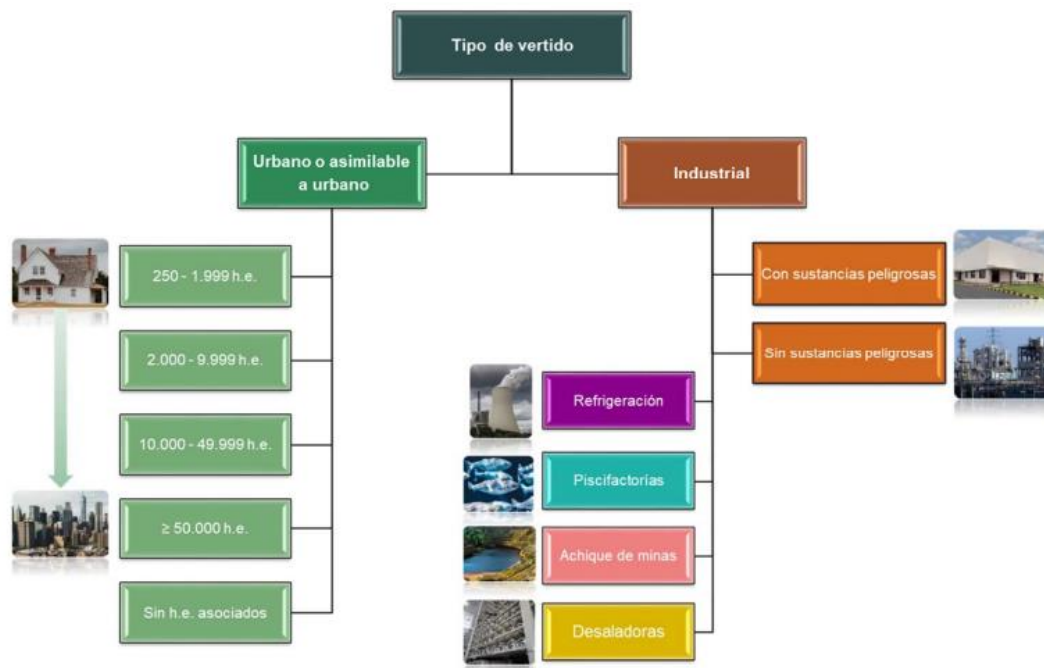 Tipo de vertido
Urbano o asimilable
a urbano
250 - 1.999 h.e.
2.000 - 9.999 h.e.
10.000 - 49.999 h.e.
≥ 50.000 h.e.
Sin h.e. asociados
Industrial
Con sustancias peligrosas
Sin sustancias peligrosas
Refrigeración
Piscifactorías
Achique de minas
Desaladoras